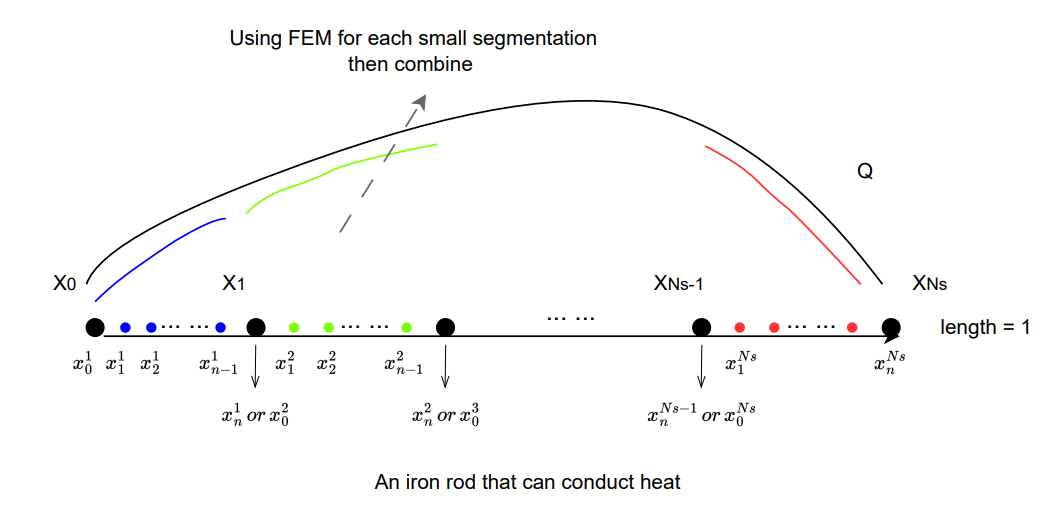 Using FEM for each small segmentation
then combine
Q
X0 X1 XNs-1 XNs
... ... ... ... ... ... ... ...
length = 1
x_0^1 x_1^1 x_2^1 x_{n-1}^1 x_1^2 x_2^2 x_{n-1}^2 x_1^{Ns} x_n^{Ns}
x_n^1 or x_0^2 x_n^2 or x_0^3 x_n^{Ns-1} or x_0^{Ns}
An iron rod that can conduct heat